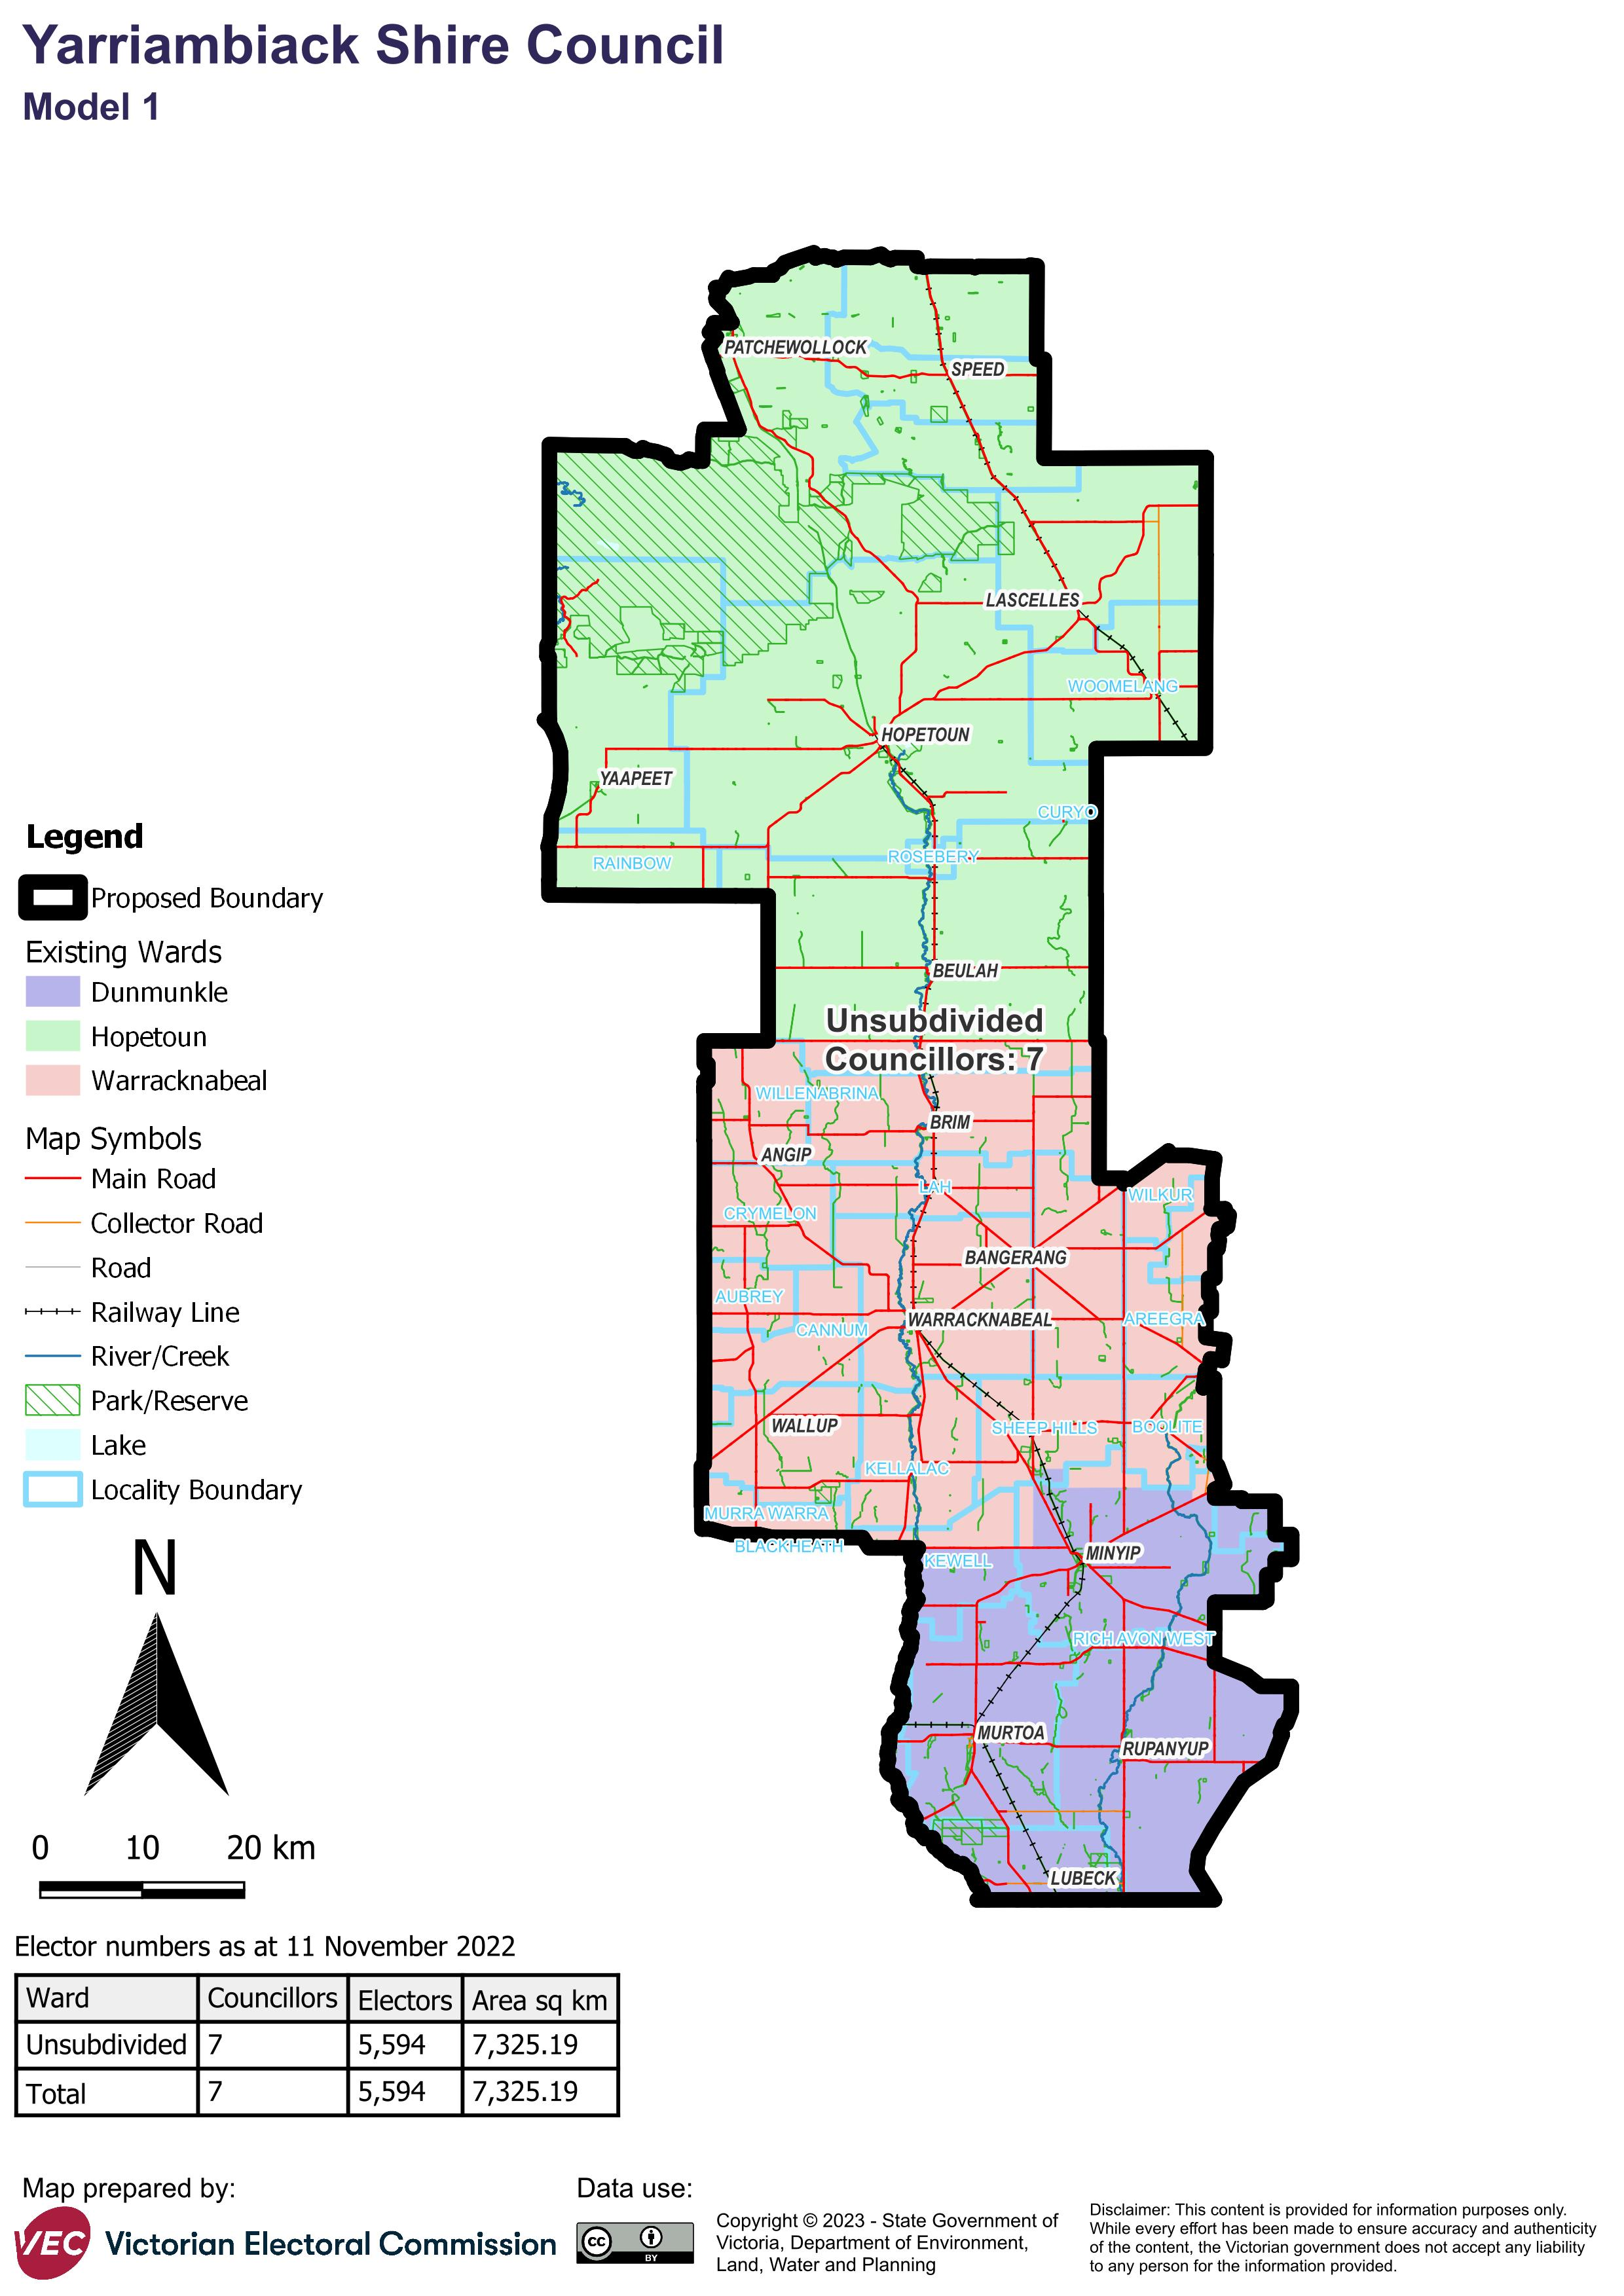 Yarriambiack Shire Council
Model 1
PATCHEWOLLOCK
SPEED
LASCELLES
WOOMELANG
HOPETOUN
YAAPEET
CURYO
ROSEBERY
RAINBOW
BEULAH
Unsubdivided
Councillors: 7
WILLENABRINA
BRIM
ANGIP
LAH
WILKUR
CRYMELON
BANGERANG
AUBREY
WARRACKNABEAL
AREEGRA
CANNUM
WALLUP
SHEEP HILLS
BOOLITE
KELLALAC
MURRA WARRA
BLACKHEATH
MINYIP
KEWELL
RICH AVON WEST
MURTOA
RUPANYUP
LUBECK
Legend
Proposed Boundary
Existing Wards
Dunmunkle
Hopetoun
Warracknabeal
Map Symbols
Main Road
Collector Road
Road
Railway Line
River/Creek
Park/Reserve
Lake
Locality Boundary
N
0 10 20 km
Elector numbers as at 11 November 2022
Ward Councillors Electors Area sq km
Unsubdivided 7 5,594 7,325.19
Total 7 5,594 7,325.19
Map prepared by:
VEC Victorian Electoral Commission
Data use:
cc BY
Copyright © 2023 - State Government of
Victoria, Department of Environment,
Land, Water and Planning
Disclaimer: This content is provided for information purposes only.
While every effort has been made to ensure accuracy and authenticity
of the content, the Victorian government does not accept any liability
to any person for the information provided.